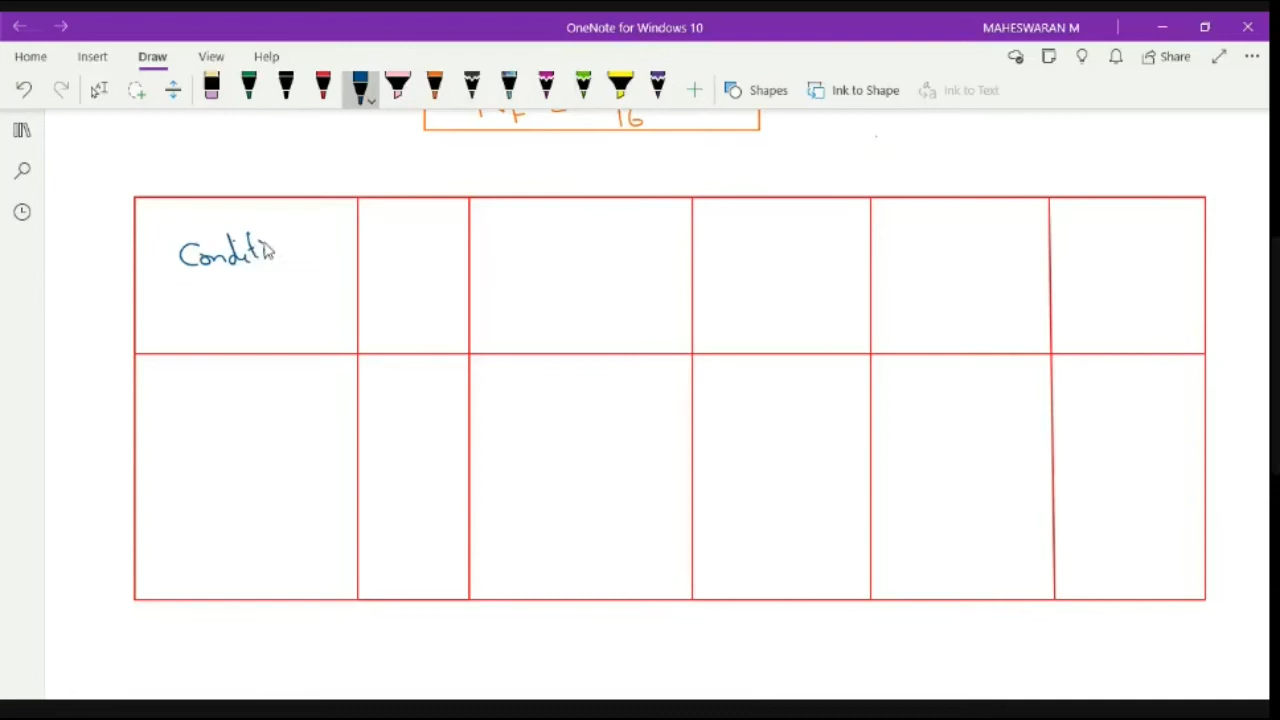 OneNote for Windows 10
MAHESWARAN M
Home Insert Draw View Help
Share
Shapes
Ink to Shape
Ink to Text
16
Condit